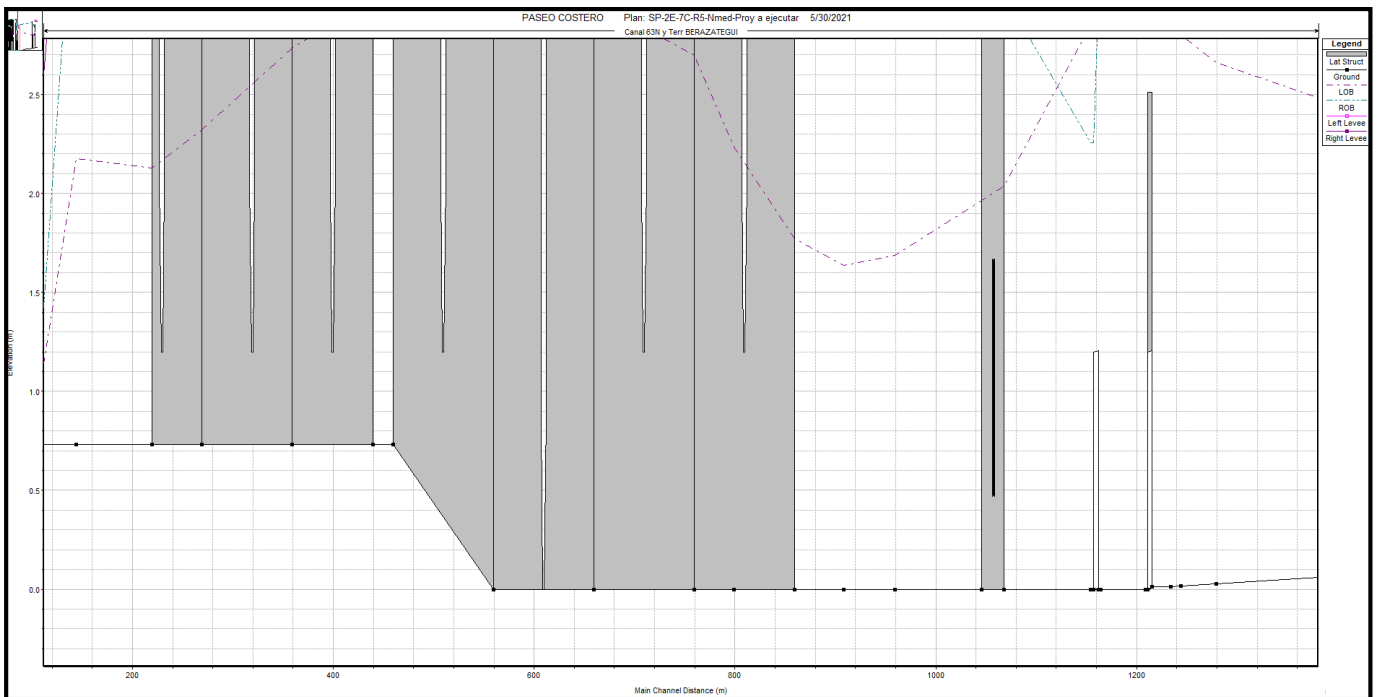 PASEO COSTERO Plan: SP-2E-7C-R5-Nmed-Proy a ejecutar 5/30/2021
Canal 63N y Terr BERAZATEGUI
Legend
Lat Struct
Ground
LOB
ROB
Left Levee
Right Levee
2.5
2.0
1.5
1.0
0.5
0.0
Elevation (m)
200
400
600
800
1000
1200
Main Channel Distance (m)